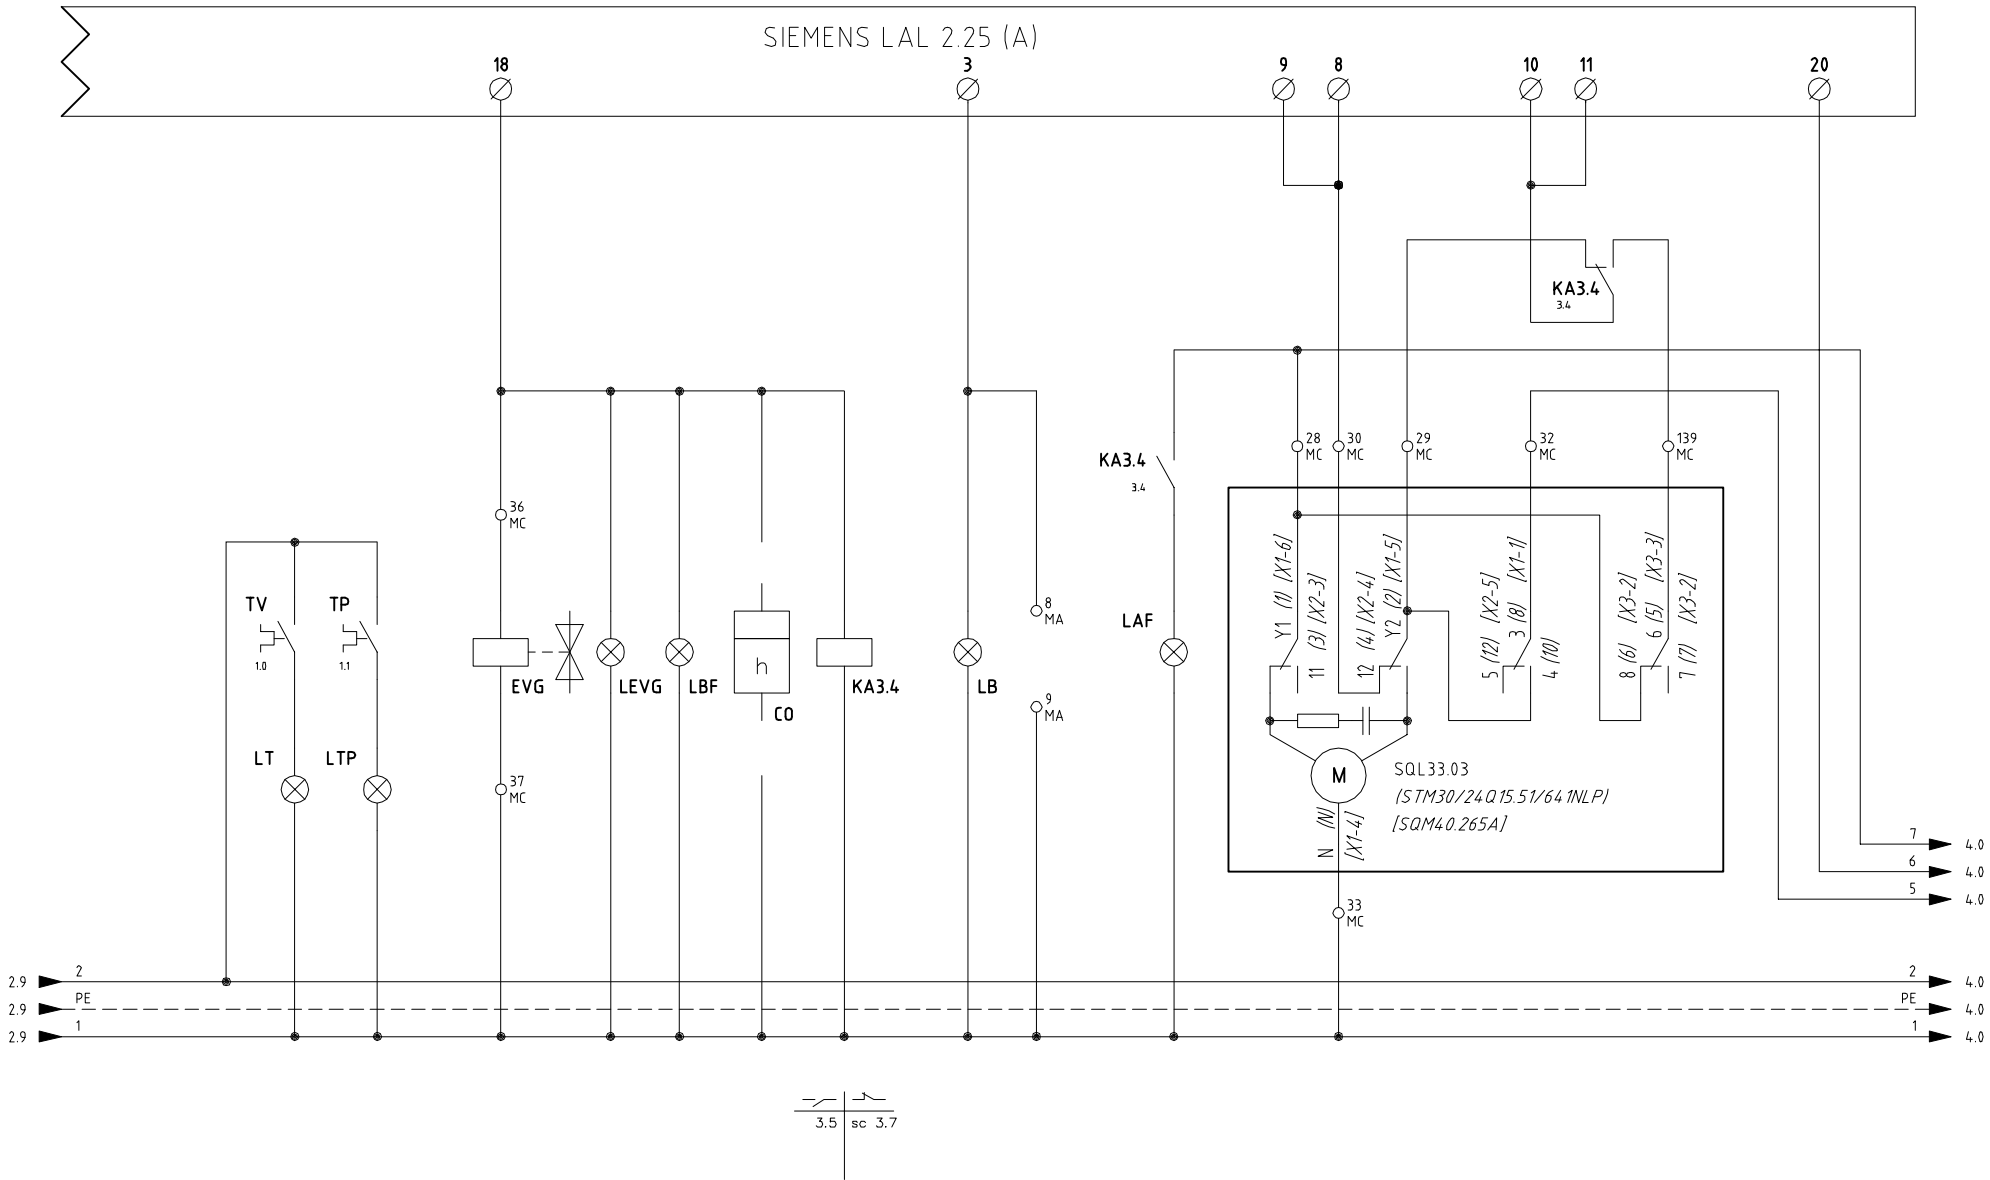 SIEMENS LAL 2.25 (A)
18
3
9
8
10
11
20
KA3.4
3.4
KA3.4
3.4
28
MC
30
MC
29
MC
32
MC
139
MC
36
MC
TV
1.0
TP
1.1
EVG
LEVG
LBF
h
CO
KA3.4
LB
8
MA
9
MA
LAF
Y1 (1) [X1-6]
11 (3) [X2-3]
12 (4) [X2-4]
Y2 (2) [X1-5]
5 (12) [X2-5]
3 (8) [X1-1]
4 (10)
8 (6) [X3-2]
6 (5) [X3-3]
7 (7) [X3-2]
LT
LTP
37
MC
M
SQL33.03
(STM30/24Q15.51/641NLP)
[SQM40.265A]
N (N)
[X1-4]
33
MC
7
4.0
6
4.0
5
4.0
2.9
2
2
4.0
2.9
PE
PE
4.0
2.9
1
1
4.0
3.5
sc 3.7